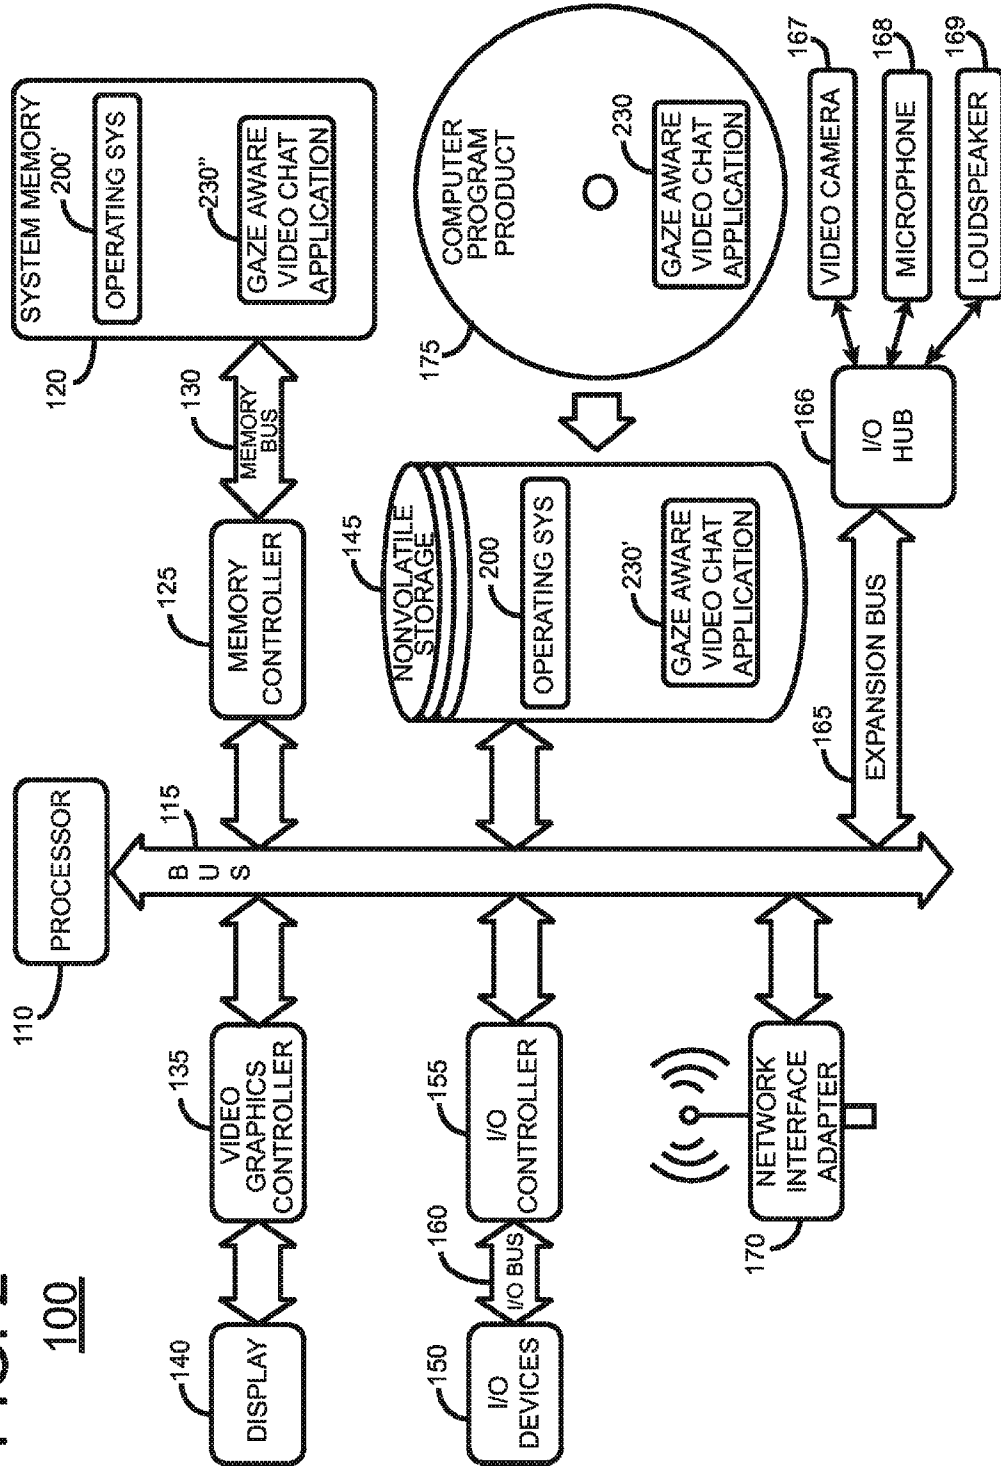 100
110
PROCESSOR
120
SYSTEM MEMORY
200'
OPERATING SYS
230"
GAZE AWARE
VIDEO CHAT
APPLICATION
140
DISPLAY
135
VIDEO
GRAPHICS
CONTROLLER
B
U
S
115
125
MEMORY
CONTROLLER
130
MEMORY
BUS
150
I/O
DEVICES
160
I/O BUS
155
I/O
CONTROLLER
145
NONVOLATILE
STORAGE
200
OPERATING SYS
230'
GAZE AWARE
VIDEO CHAT
APPLICATION
175
COMPUTER
PROGRAM
PRODUCT
230
GAZE AWARE
VIDEO CHAT
APPLICATION
170
NETWORK
INTERFACE
ADAPTER
165
EXPANSION BUS
166
I/O
HUB
167
VIDEO CAMERA
168
MICROPHONE
169
LOUDSPEAKER